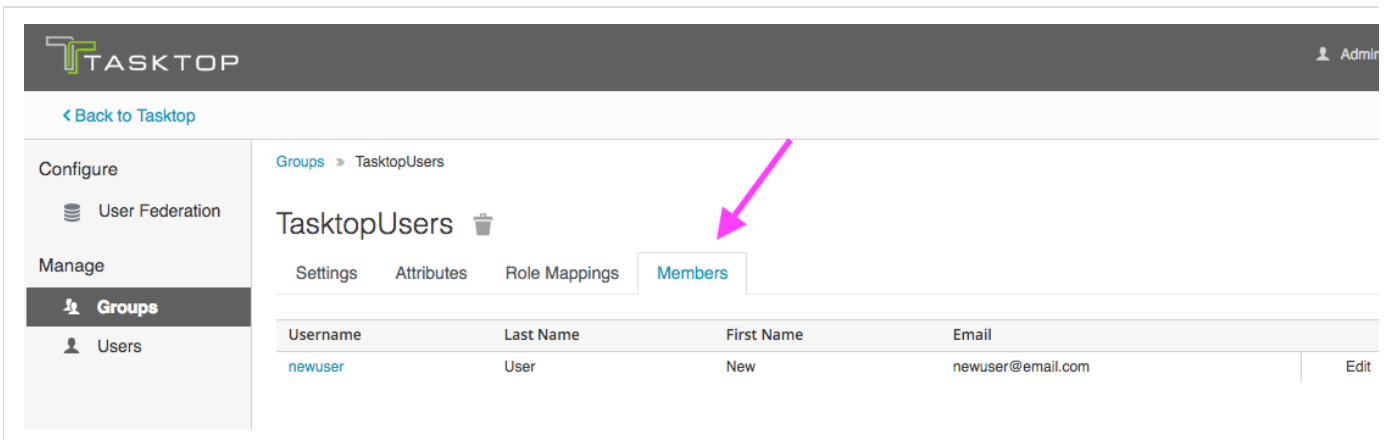 TASKTOP
Admin
Back to Tasktop
Configure
User Federation
Manage
Groups
Users
Groups » TasktopUsers
TasktopUsers
Settings Attributes Role Mappings Members
Username Last Name First Name Email
newuser User New newuser@email.com Edit